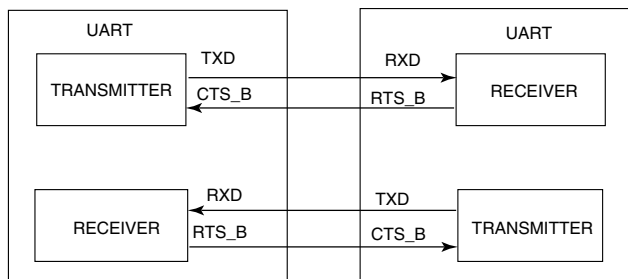 UART UART
TXD RXD
TRANSMITTER RECEIVER
CTS_B RTS_B
RXD TXD
RECEIVER TRANSMITTER
RTS_B CTS_B